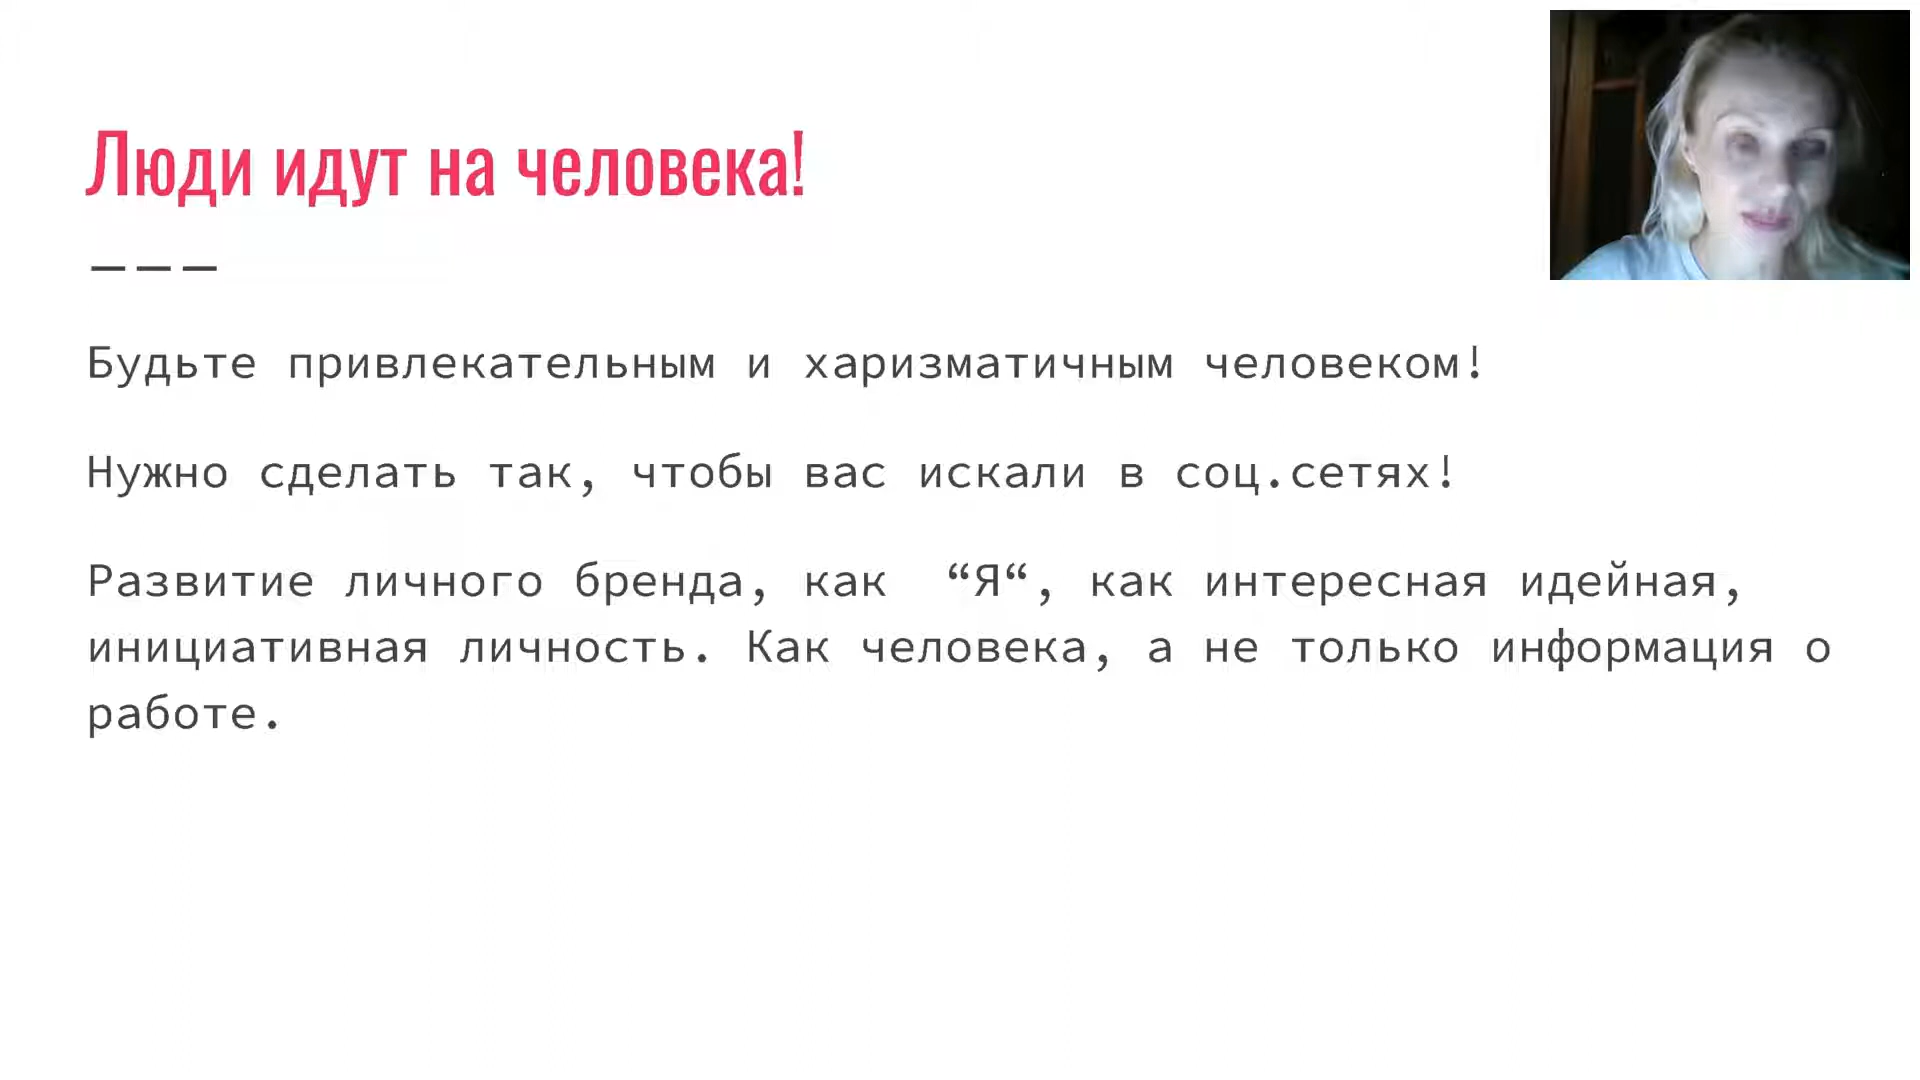 Люди идут на человека!
———
Будьте привлекательным и харизматичным человеком!
Нужно сделать так, чтобы вас искали в соц.сетях!
Развитие личного бренда, как  “Я“, как интересная идейная,
инициативная личность. Как человека, а не только информация о
работе.